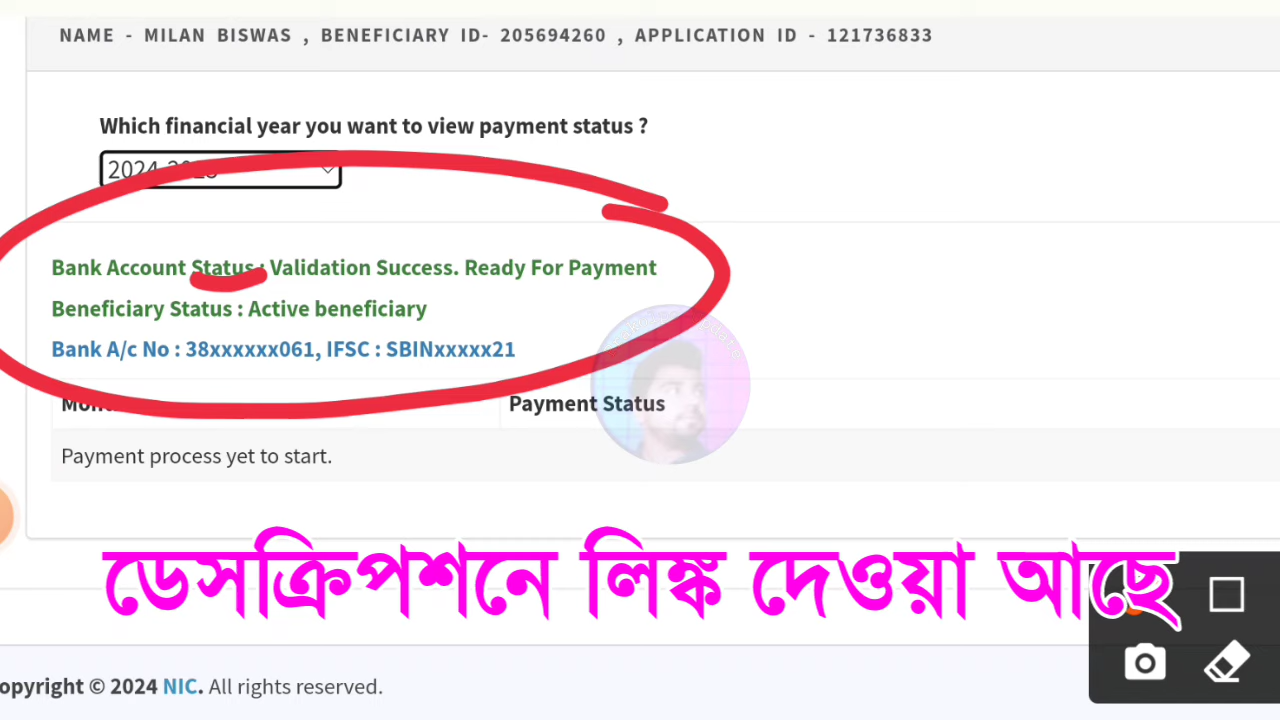 NAME - MILAN BISWAS , BENEFICIARY ID- 205694260 , APPLICATION ID - 121736833
Which financial year you want to view payment status ?
2024-2025
Bank Account Status : Validation Success. Ready For Payment
Beneficiary Status : Active beneficiary
Bank A/c No : 38xxxxxx061, IFSC : SBINxxxxx21
Payment Status
Payment process yet to start.
ডেসক্রিপশনে লিঙ্ক দেওয়া আছে
opyright © 2024 NIC. All rights reserved.